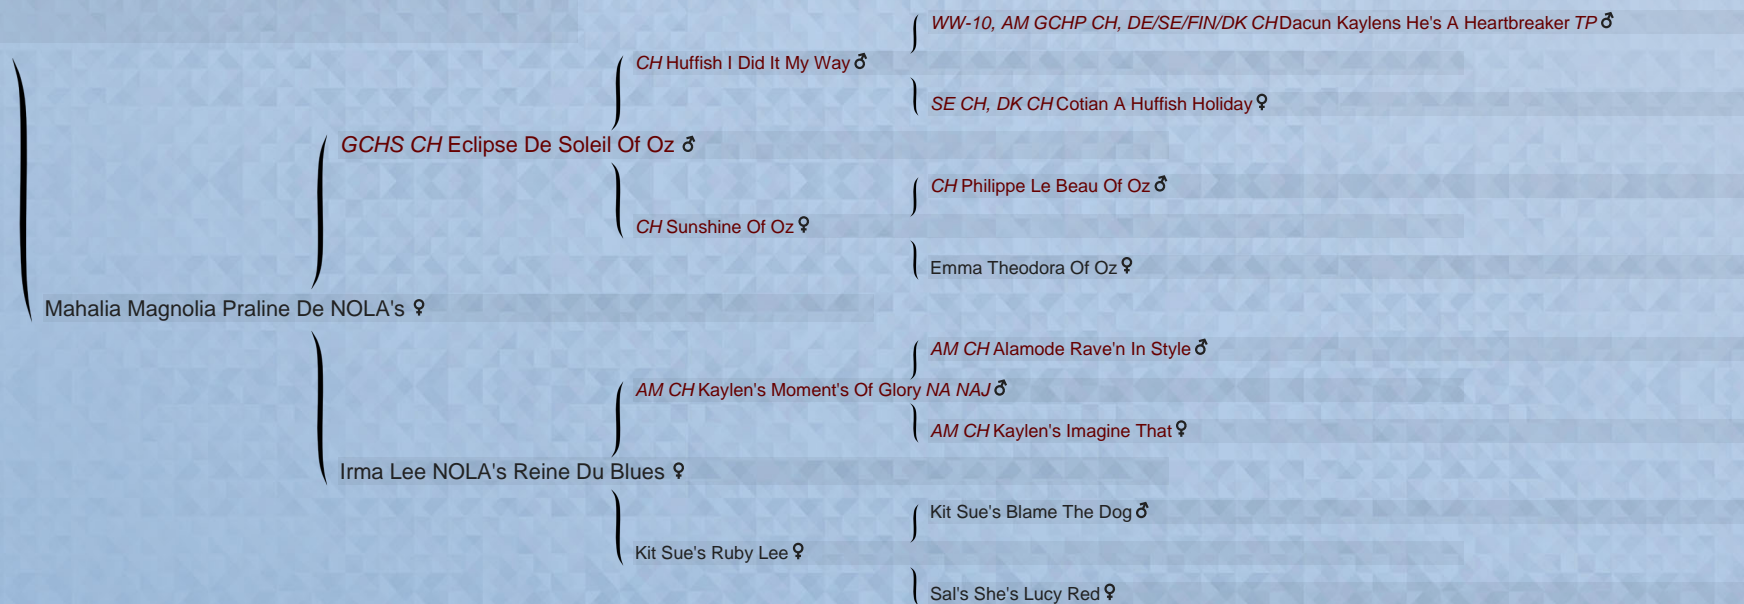 WW-10, AM GCHP CH, DE/SE/FIN/DK CH Dacun Kaylens He's A Heartbreaker TP ♂
CH Huffish I Did It My Way ♂
SE CH, DK CH Cotian A Huffish Holiday ♀
GCHS CH Eclipse De Soleil Of Oz ♂
CH Philippe Le Beau Of Oz ♂
CH Sunshine Of Oz ♀
Emma Theodora Of Oz ♀
Mahalia Magnolia Praline De NOLA's ♀
AM CH Alamode Rave'n In Style ♂
AM CH Kaylen's Moment's Of Glory NA NAJ ♂
AM CH Kaylen's Imagine That ♀
Irma Lee NOLA's Reine Du Blues ♀
Kit Sue's Blame The Dog ♂
Kit Sue's Ruby Lee ♀
Sal's She's Lucy Red ♀